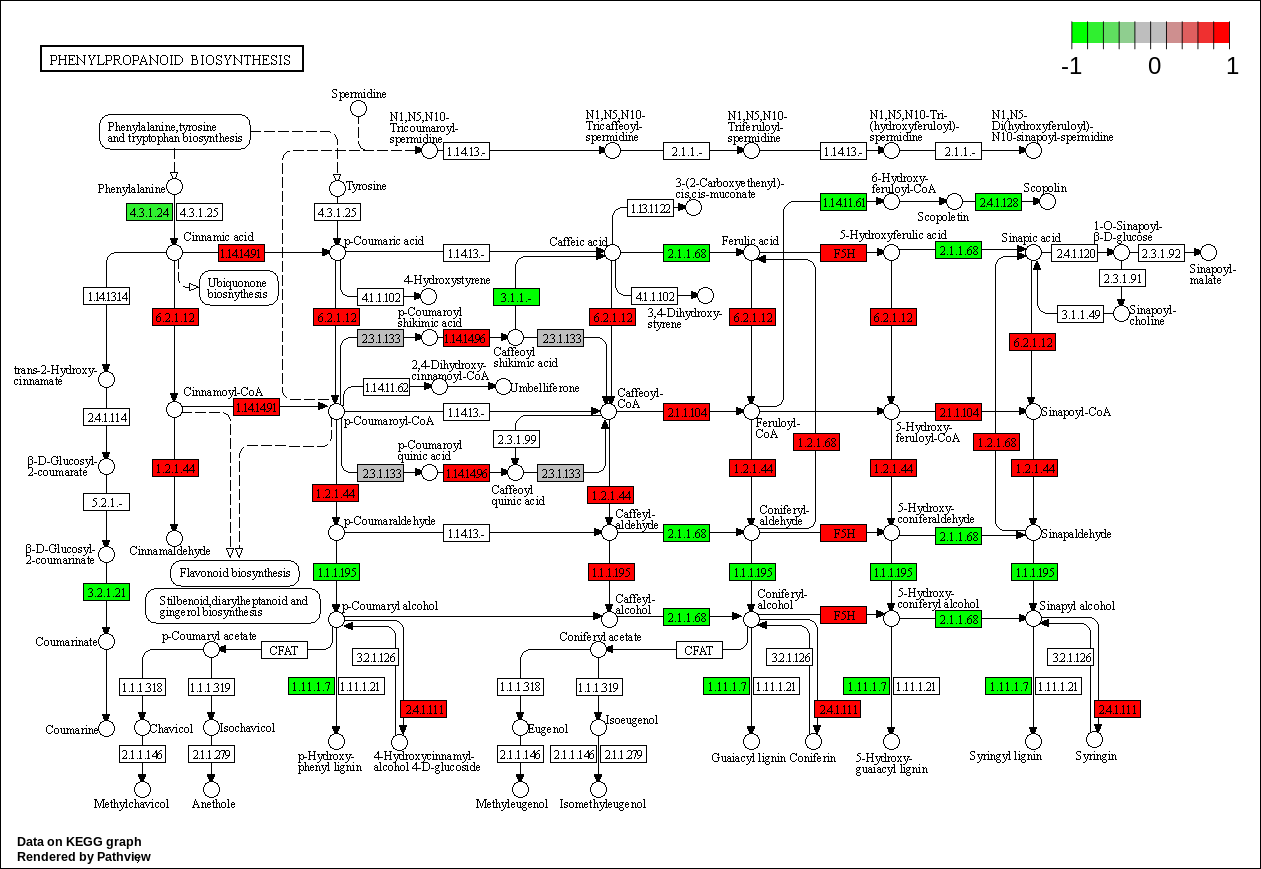 PHENYLPROPANOID BIOSYNTHESIS
-1 0 1
Spermidine
Phenylalanine,tyrosine
and tryptophan biosynthesis
N1,N5,N10-
Tricoumaroyl-
spermidine
1.14.13.-
N1,N5,N10-
Tricaffeoyl-
spermidine
2.1.1.-
N1,N5,N10-
Triferuloyl-
spermidine
1.14.13.-
N1,N5,N10-Tri-
(hydroxyferuloyl)-
spermidine
2.1.1.-
N1,N5-
Di(hydroxyferuloyl)-
N10-sinapoyl-spermidine
Phenylalanine
Tyrosine
3-(2-Carboxyethenyl)-
cis,cis-muconate
6-Hydroxy-
feruloyl-CoA
Scopolin
4.3.1.24 4.3.1.25
4.3.1.25
1.13.1122
1.14.11.61
2.4.1.128
Scopoletin
Cinnamic acid
p-Coumaric acid
Caffeic acid
Ferulic acid
5-Hydroxyferulic acid
Sinapic acid
1-O-Sinapoyl-
β-D-glucose
1.14.14.91
1.14.13.-
2.1.1.68
F5H
2.1.1.68
2.4.1.120
2.3.1.92
Sinapoyl-
malate
2.3.1.91
Ubiquonone
biosnythesis
4-Hydroxystyrene
1.14.13.14
4.1.1.102
3.1.1.-
4.1.1.102
3,4-Dihydroxy-
styrene
3.1.1.49
Sinapoyl-
choline
6.2.1.12
6.2.1.12
p-Coumaroyl
shikimic acid
6.2.1.12
6.2.1.12
6.2.1.12
6.2.1.12
2.3.1.133
1.14.14.96
2.3.1.133
Caffeoyl
shikimic acid
trans-2-Hydroxy-
cinnamate
2,4-Dihydroxy-
cinnamoyl-CoA
1.14.11.62
Umbelliferone
Cinnamoyl-CoA
1.14.14.91
p-Coumaroyl-CoA
1.14.13.-
Caffeoyl-
CoA
2.1.1.104
Feruloyl-
CoA
5-Hydroxy-
feruloyl-CoA
2.1.1.104
Sinapoyl-CoA
2.4.1.114
2.3.1.99
1.2.1.68
1.2.1.68
β-D-Glucosyl-
2-coumarate
p-Coumaroyl
quinic acid
1.2.1.44
2.3.1.133
1.14.14.96
2.3.1.133
1.2.1.44
1.2.1.44
1.2.1.44
Caffeoyl
quinic acid
1.2.1.44
1.2.1.44
5.2.1.-
p-Coumaraldehyde
Caffeyl-
aldehyde
Coniferyl-
aldehyde
5-Hydroxy-
coniferaldehyde
1.14.13.-
2.1.1.68
F5H
2.1.1.68
Sinapaldehyde
β-D-Glucosyl-
2-coumarinate
Cinnamaldehyde
Flavonoid biosynthesis
1.1.1.195
1.1.1.195
1.1.1.195
1.1.1.195
1.1.1.195
3.2.1.21
Stilbenoid,diarylheptanoid and
gingerol biosynthesis
p-Coumaryl alcohol
Caffeyl-
alcohol
2.1.1.68
Coniferyl-
alcohol
F5H
5-Hydroxy-
coniferyl alcohol
2.1.1.68
Sinapyl alcohol
Coumarinate
p-Coumaryl acetate
CFAT
Coniferyl acetate
CFAT
3.2.1.126
3.2.1.126
3.2.1.126
1.1.1.318
1.1.1.319
1.11.1.7 1.11.1.21
1.1.1.318
1.1.1.319
1.11.1.7 1.11.1.21
1.11.1.7 1.11.1.21
1.11.1.7 1.11.1.21
2.4.1.111
2.4.1.111
2.4.1.111
Coumarine
Chavicol
Isochavicol
Eugenol
Isoeugenol
2.1.1.146
2.1.1.279
2.1.1.146
2.1.1.146 2.1.1.279
p-Hydroxy-
phenyl lignin
4-Hydroxycinnamyl-
alcohol 4-D-glucoside
Guaiacyl lignin
Coniferin
5-Hydroxy-
guaiacyl lignin
Syringyl lignin
Syringin
Methylchavicol
Anethole
Methyleugenol
Isomethyleugenol
Data on KEGG graph
Rendered by Pathview